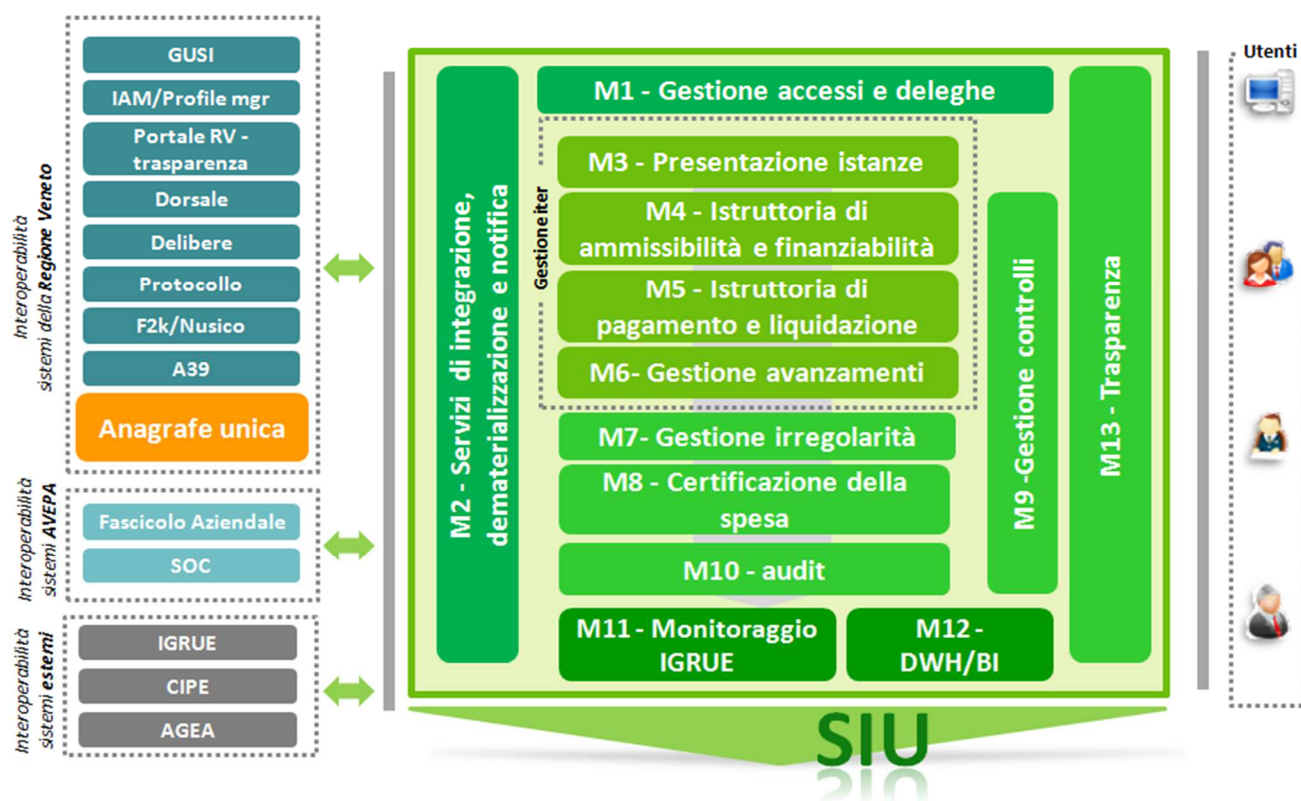 Interoperabilità
sistemi della Regione Veneto
GUSI
IAM/Profile mgr
Portale RV -
trasparenza
Dorsale
Delibere
Protocollo
F2k/Nusico
A39
Anagrafe unica
Interoperabilità
sistemi AVEPA
Fascicolo Aziendale
SOC
Interoperabilità
sistemi esterni
IGRUE
CIPE
AGEA
M2 - Servizi di integrazione,
dematerializzazione e notifica
M1 - Gestione accessi e deleghe
Gestione iter
M3 - Presentazione istanze
M4 - Istruttoria di
ammissibilità e finanziabilità
M5 - Istruttoria di
pagamento e liquidazione
M6- Gestione avanzamenti
M7- Gestione irregolarità
M8 - Certificazione della
spesa
M10 - audit
M11 - Monitoraggio
IGRUE
M12 -
DWH/BI
M9 -Gestione controlli
M13 - Trasparenza
SIU
Utenti